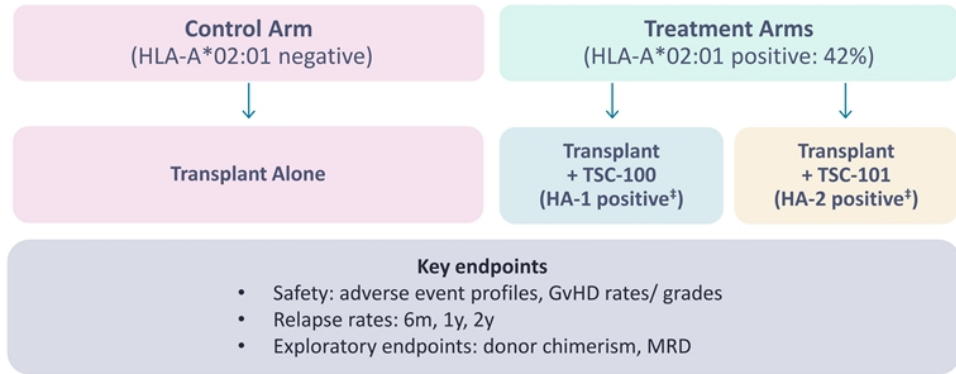 Control Arm
(HLA-A*02:01 negative)
Treatment Arms
(HLA-A*02:01 positive: 42%)
Transplant Alone
Transplant
+ TSC-100
(HA-1 positive‡)
Transplant
+ TSC-101
(HA-2 positive‡)
Key endpoints
• Safety: adverse event profiles, GvHD rates/ grades
• Relapse rates: 6m, 1y, 2y
• Exploratory endpoints: donor chimerism, MRD